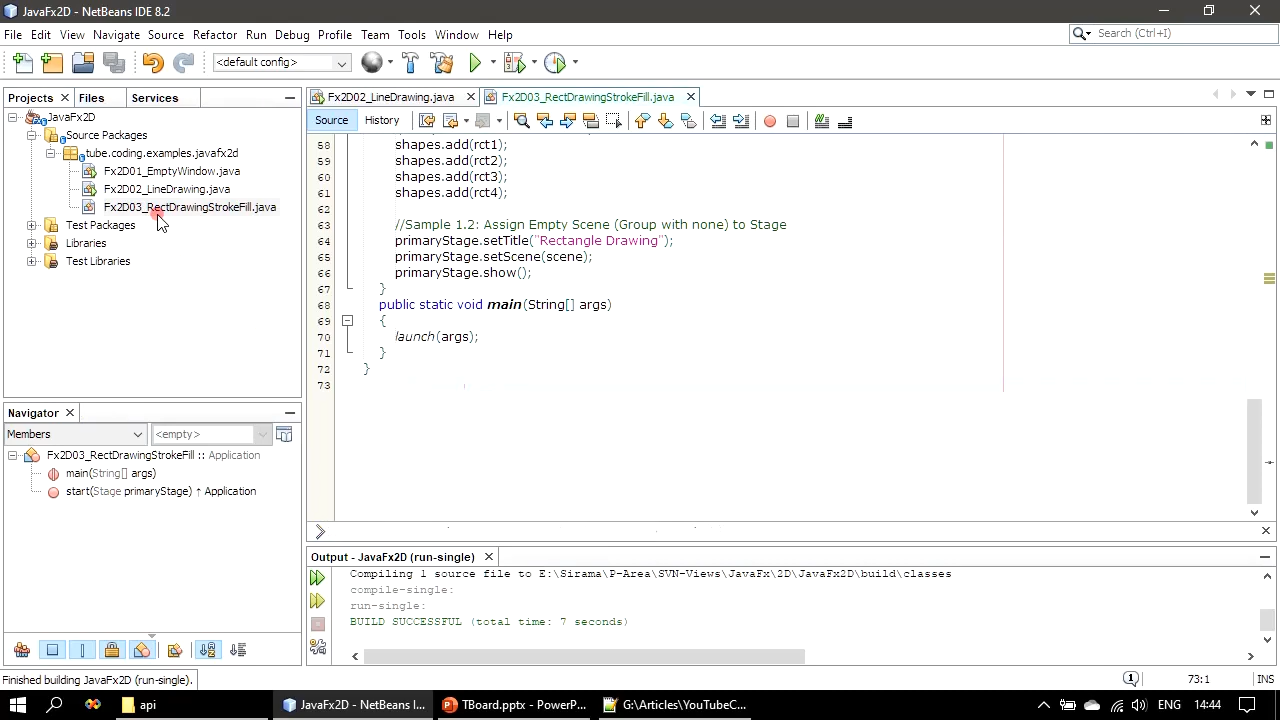 JavaFx2D - NetBeans IDE 8.2
File Edit View Navigate Source Refactor Run Debug Profile Team Tools Window Help
Search (Ctrl+I)
<default config>
Projects Files Services
Fx2D02_LineDrawing.java Fx2D03_RectDrawingStrokeFill.java
Source History
JavaFx2D
Source Packages
tube.coding.examples.javafx2d
Fx2D01_EmptyWindow.java
Fx2D02_LineDrawing.java
Fx2D03_RectDrawingStrokeFill.java
Test Packages
Libraries
Test Libraries
58 shapes.add(rct1);
59 shapes.add(rct2);
60 shapes.add(rct3);
61 shapes.add(rct4);
62
63 //Sample 1.2: Assign Empty Scene (Group with none) to Stage
64 primaryStage.setTitle("Rectangle Drawing");
65 primaryStage.setScene(scene);
66 primaryStage.show();
67 }
68 public static void main(String[] args)
69 {
70 launch(args);
71 }
72 }
73
Navigator
Members <empty>
Fx2D03_RectDrawingStrokeFill :: Application
main(String[] args)
start(Stage primaryStage) ↑ Application
Output - JavaFx2D (run-single)
Compiling 1 source file to E:\Sirama\P-Area\SVN-Views\JavaFx\2D\JavaFx2D\build\classes
compile-single:
run-single:
BUILD SUCCESSFUL (total time: 7 seconds)
Finished building JavaFx2D (run-single).
1 73:1 INS
api JavaFx2D - NetBeans I... TBoard.pptx - PowerP... G:\Articles\YouTubeC... 14:44